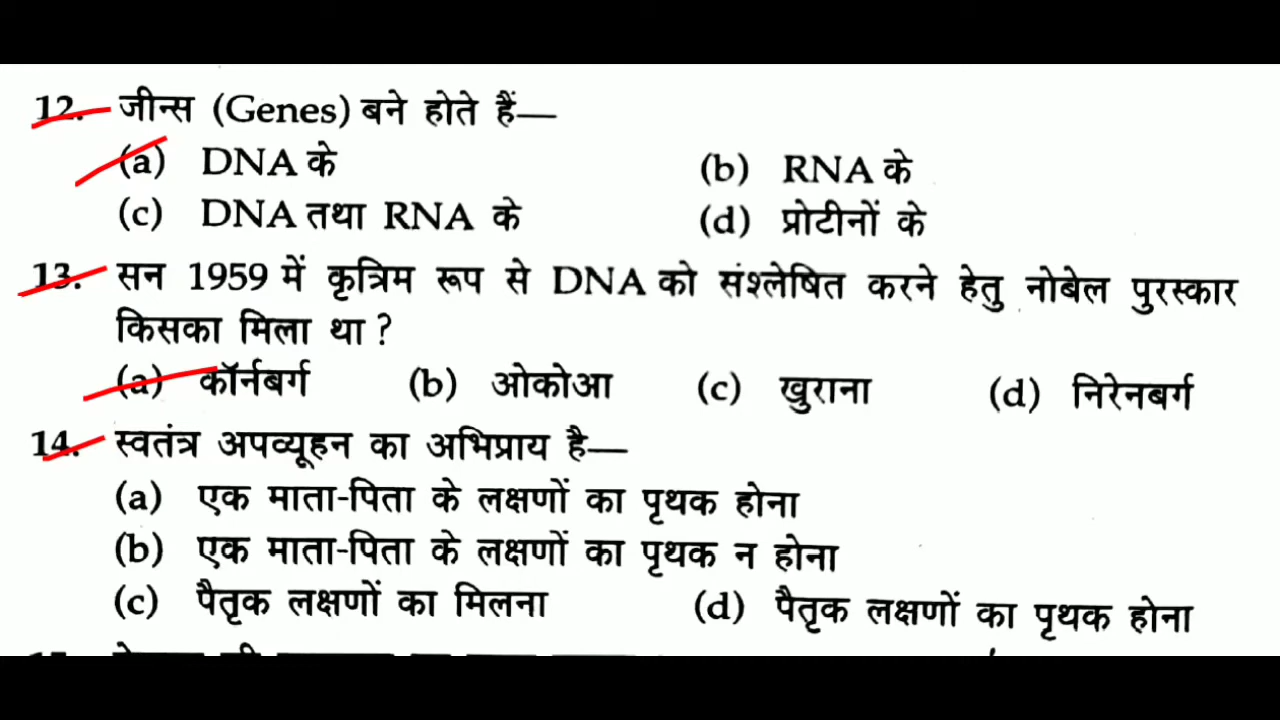 12. जीन्स (Genes) बने होते हैं—
(a) DNA के (b) RNA के
(c) DNA तथा RNA के (d) प्रोटीनों के
13. सन 1959 में कृत्रिम रूप से DNA को संश्लेषित करने हेतु नोबेल पुरस्कार
किसका मिला था ?
(a) कॉर्नबर्ग (b) ओकोआ (c) खुराना (d) निरेनबर्ग
14. स्वतंत्र अपव्यूहन का अभिप्राय है—
(a) एक माता-पिता के लक्षणों का पृथक होना
(b) एक माता-पिता के लक्षणों का पृथक न होना
(c) पैतृक लक्षणों का मिलना (d) पैतृक लक्षणों का पृथक होना